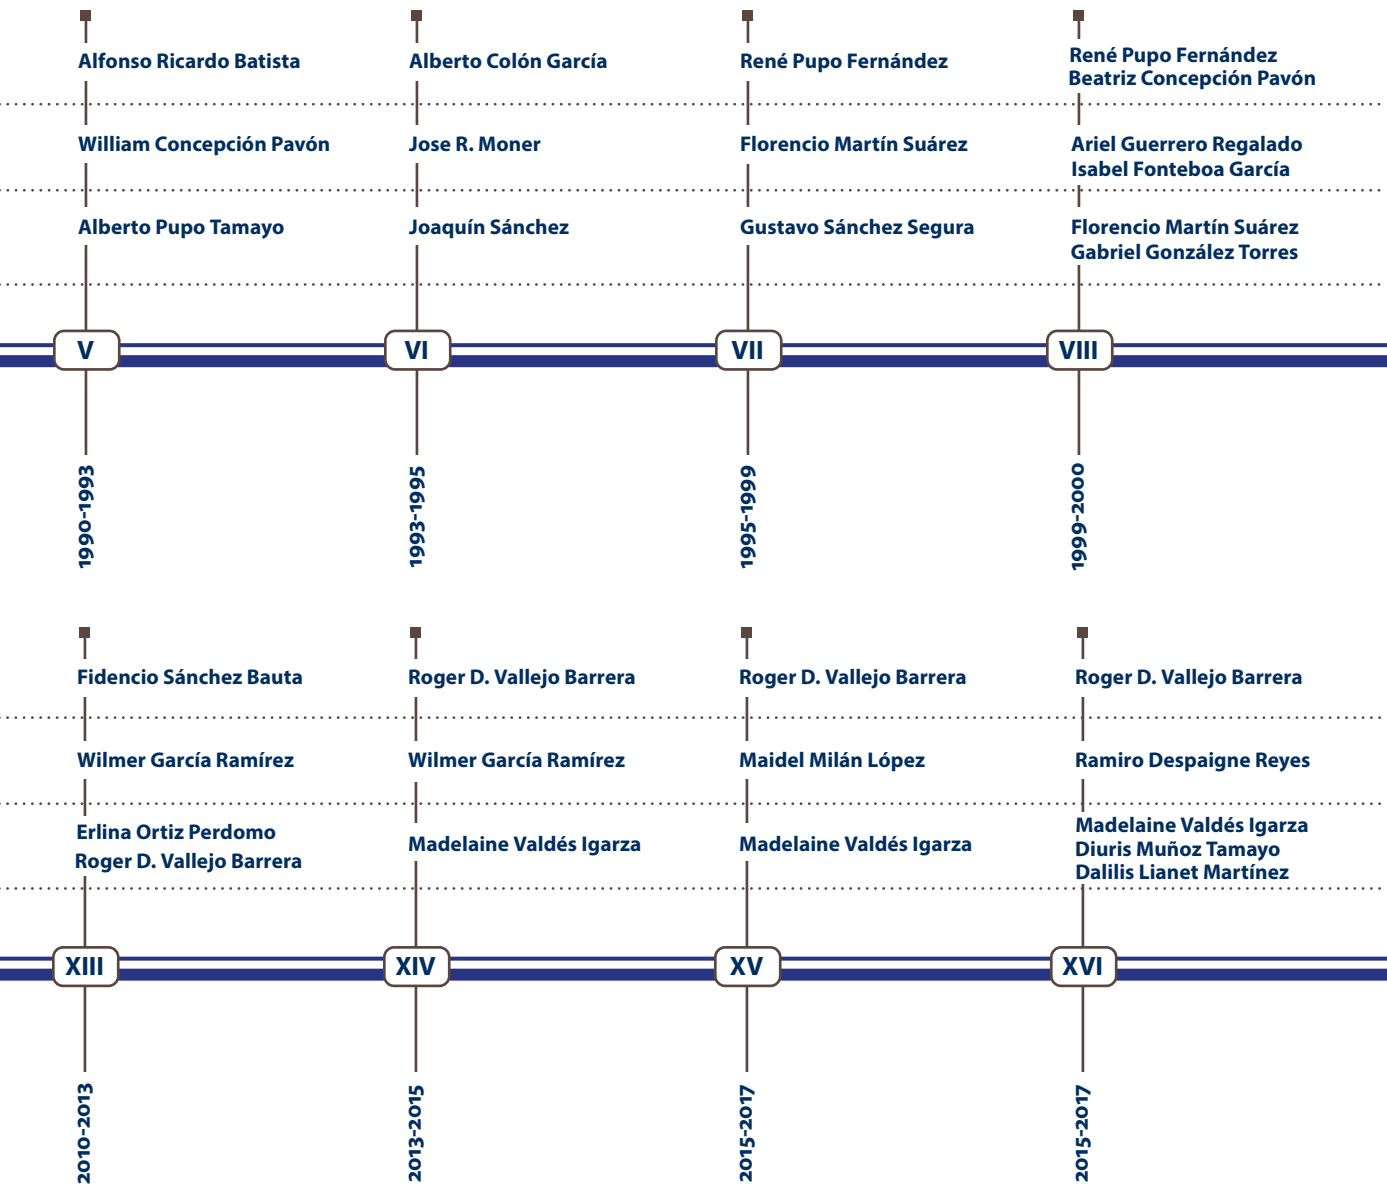 Alfonso Ricardo Batista
Alberto Colón García
René Pupo Fernández
René Pupo Fernández
Beatriz Concepción Pavón
William Concepción Pavón
Jose R. Moner
Florencio Martín Suárez
Ariel Guerrero Regalado
Isabel Fonteboa García
Alberto Pupo Tamayo
Joaquín Sánchez
Gustavo Sánchez Segura
Florencio Martín Suárez
Gabriel González Torres
V
VI
VII
VIII
1990-1993
1993-1995
1995-1999
1999-2000
Fidencio Sánchez Bauta
Roger D. Vallejo Barrera
Roger D. Vallejo Barrera
Roger D. Vallejo Barrera
Wilmer García Ramírez
Wilmer García Ramírez
Maidel Milán López
Ramiro Despaigne Reyes
Erlina Ortiz Perdomo
Roger D. Vallejo Barrera
Madelaine Valdés Igarza
Madelaine Valdés Igarza
Madelaine Valdés Igarza
Diuris Muñoz Tamayo
Dalilis Lianet Martínez
XIII
XIV
XV
XVI
2010-2013
2013-2015
2015-2017
2015-2017